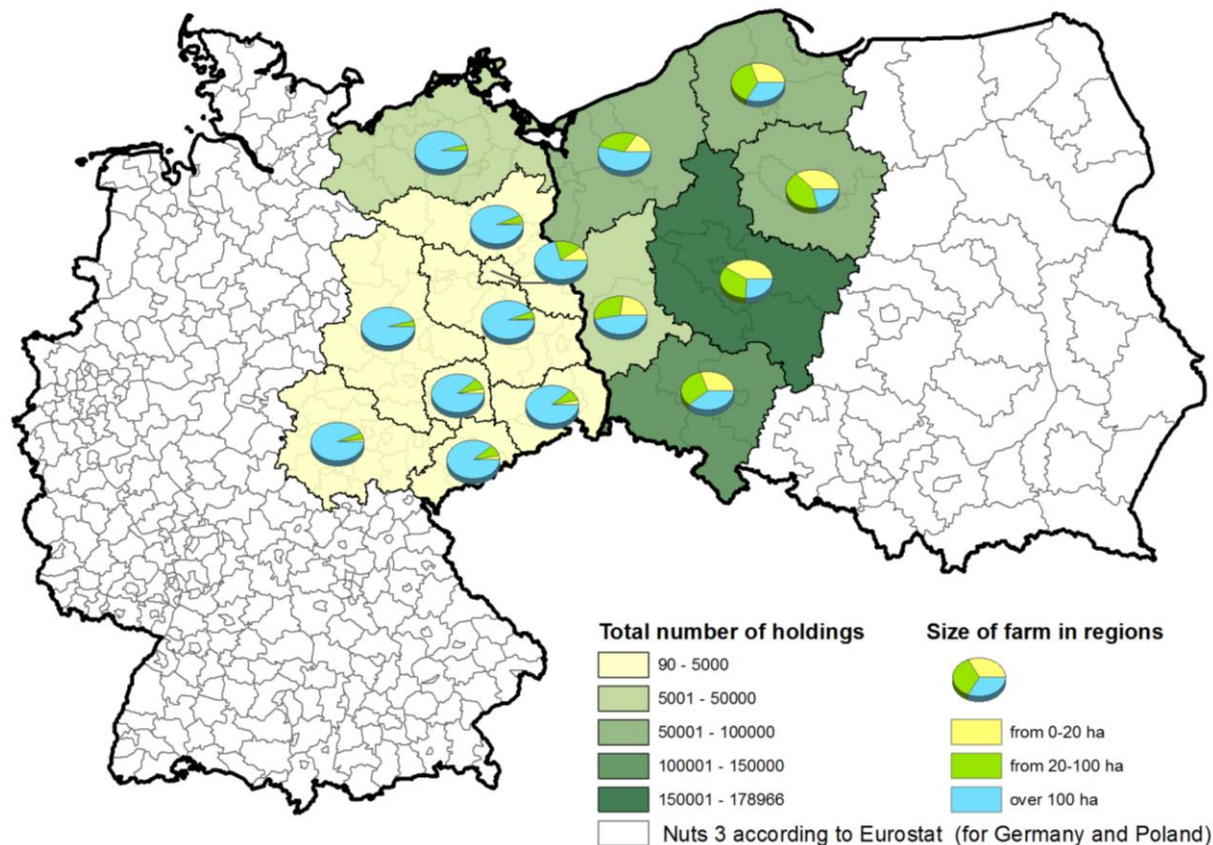 Total number of holdings
90 - 5000
5001 - 50000
50001 - 100000
100001 - 150000
150001 - 178966
Nuts 3 according to Eurostat (for Germany and Poland)
Size of farm in regions
from 0-20 ha
from 20-100 ha
over 100 ha